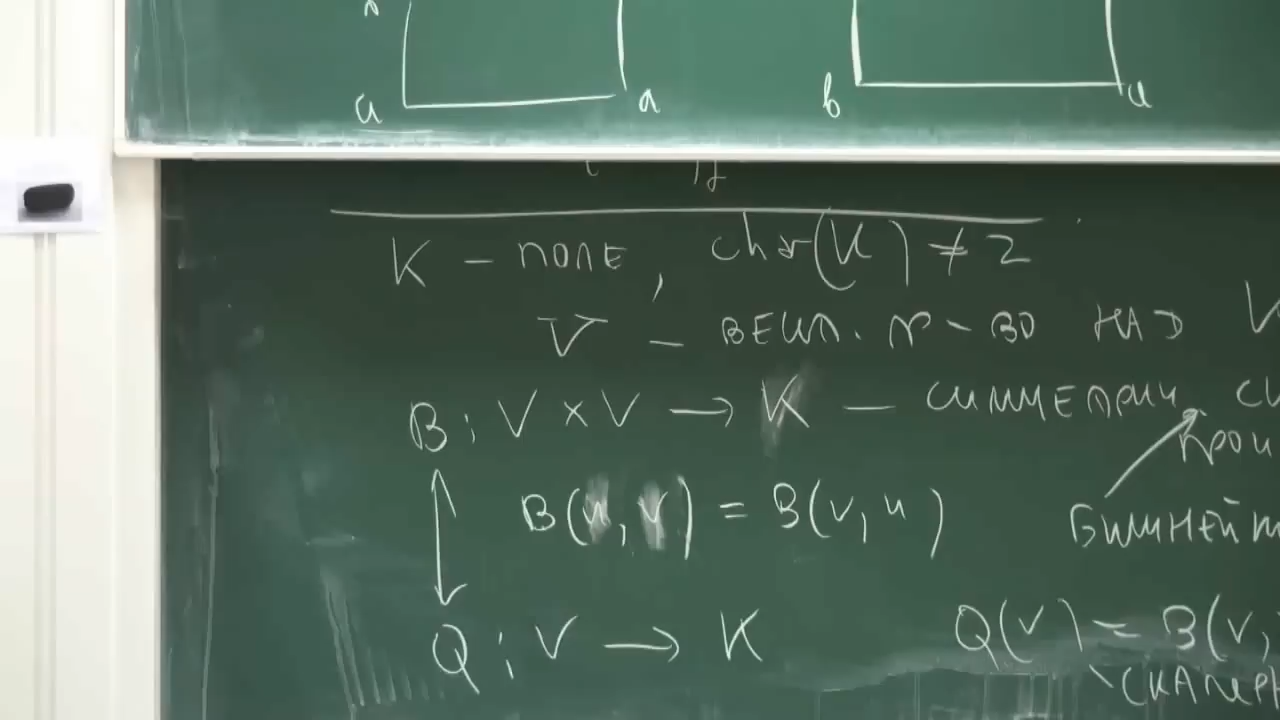 a a b a
K – поле, char(K) ≠ 2
V – вект. пр-во над K
B: V × V → K – симметрич.
B(u, v) = B(v, u)
Q: V → K Q(v) = B(v,